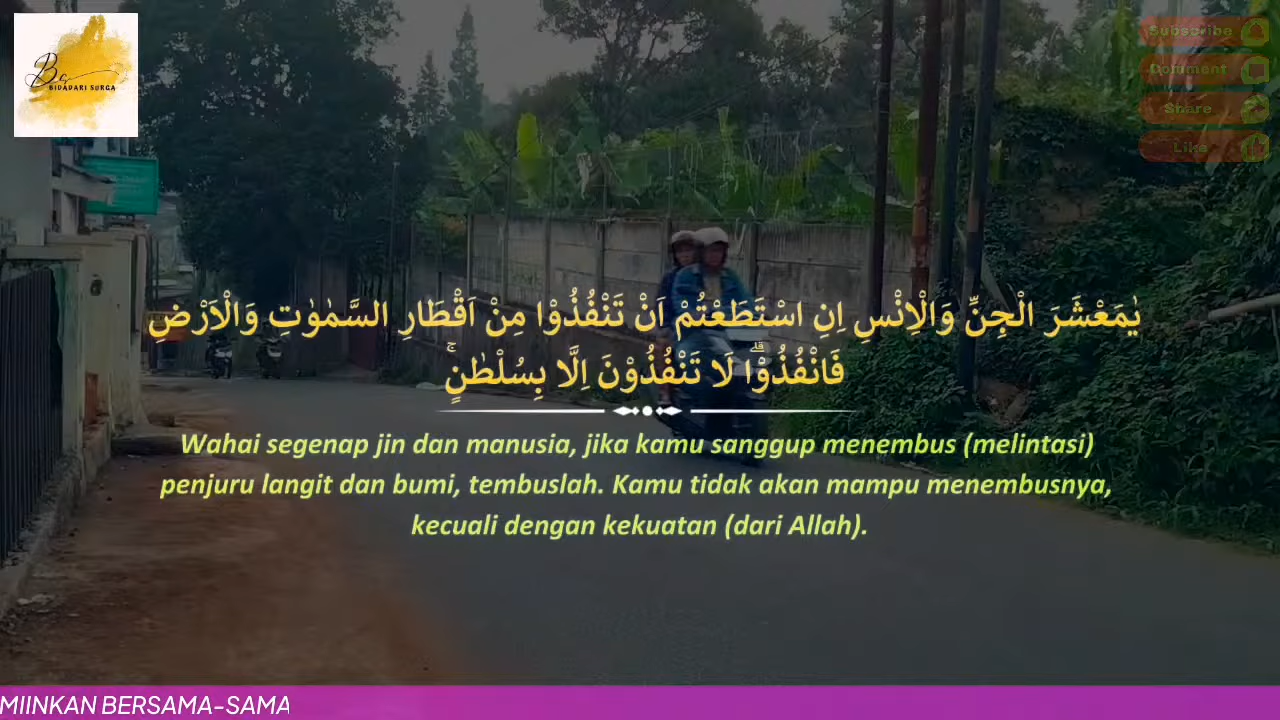 Bs
BIDADARI SURGA
Subscribe
Comment
Share
Like
يٰمَعْشَرَ الْجِنِّ وَالْاِنْسِ اِنِ اسْتَطَعْتُمْ اَنْ تَنْفُذُوْا مِنْ اَقْطَارِ السَّمٰوٰتِ وَالْاَرْضِ
فَانْفُذُوْاۗ لَا تَنْفُذُوْنَ اِلَّا بِسُلْطٰنٍۚ
Wahai segenap jin dan manusia, jika kamu sanggup menembus (melintasi)
penjuru langit dan bumi, tembuslah. Kamu tidak akan mampu menembusnya,
kecuali dengan kekuatan (dari Allah).
MIINKAN BERSAMA-SAMA